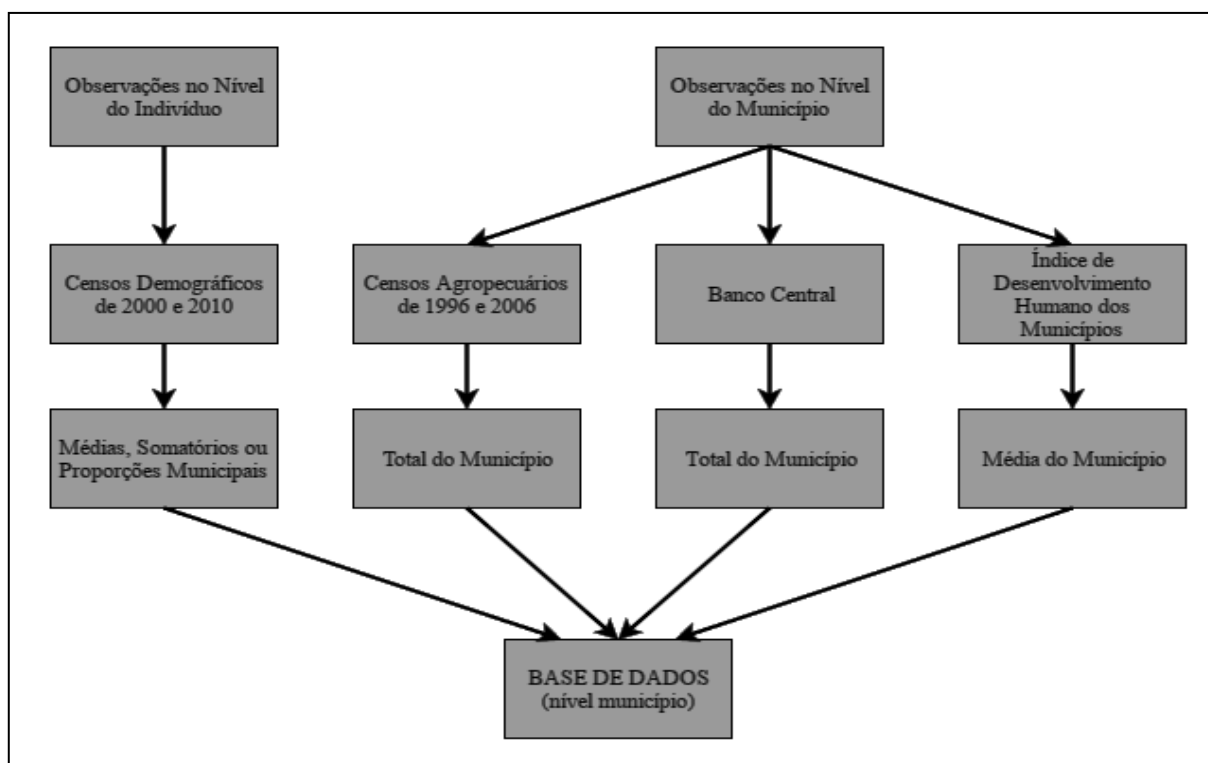 Observações no Nível
do Indivíduo
Observações no Nível
do Município
Censos Demográficos
de 2000 e 2010
Censos Agropecuários
de 1996 e 2006
Banco Central
Índice de
Desenvolvimento
Humano dos
Municípios
Médias, Somatórios ou
Proporções Municipais
Total do Município
Total do Município
Média do Município
BASE DE DADOS
(nível município)